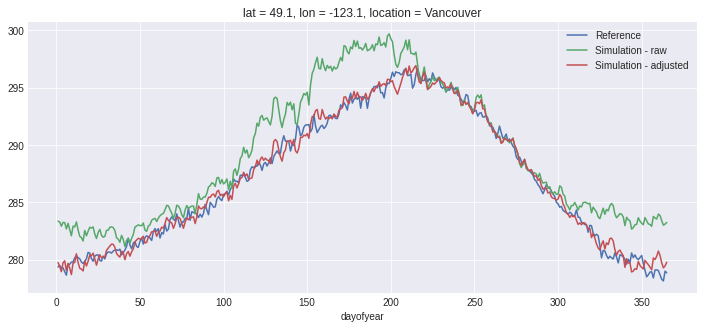 lat = 49.1, lon = -123.1, location = Vancouver
300
295
290
285
280
Reference
Simulation - raw
Simulation - adjusted
0 50 100 150 200 250 300 350
dayofyear